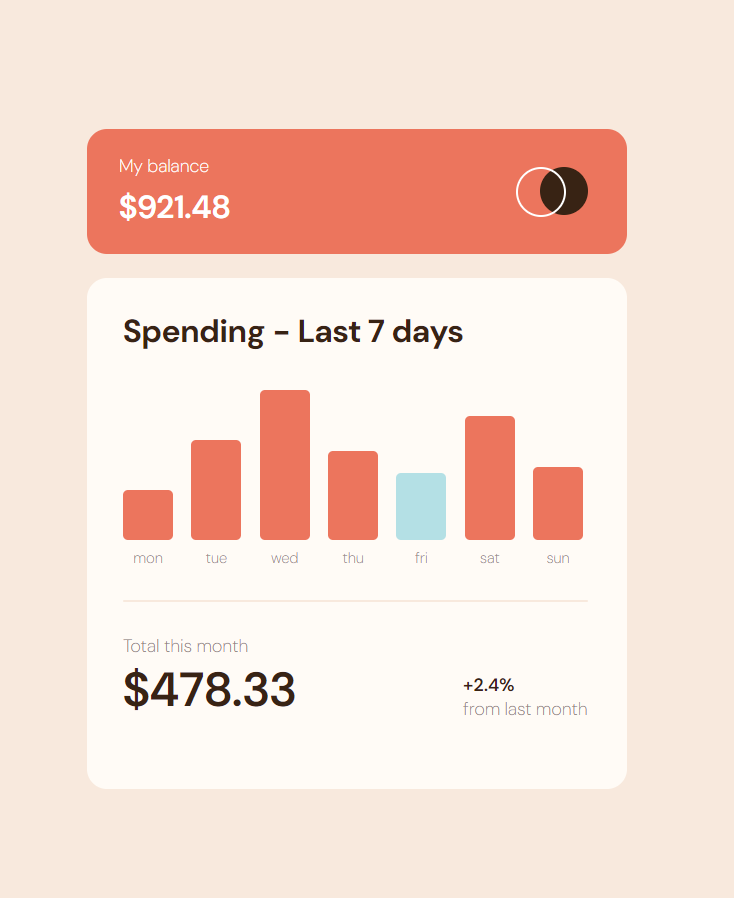 My balance
$921.48
Spending - Last 7 days
mon tue wed thu fri sat sun
Total this month
$478.33
+2.4%
from last month